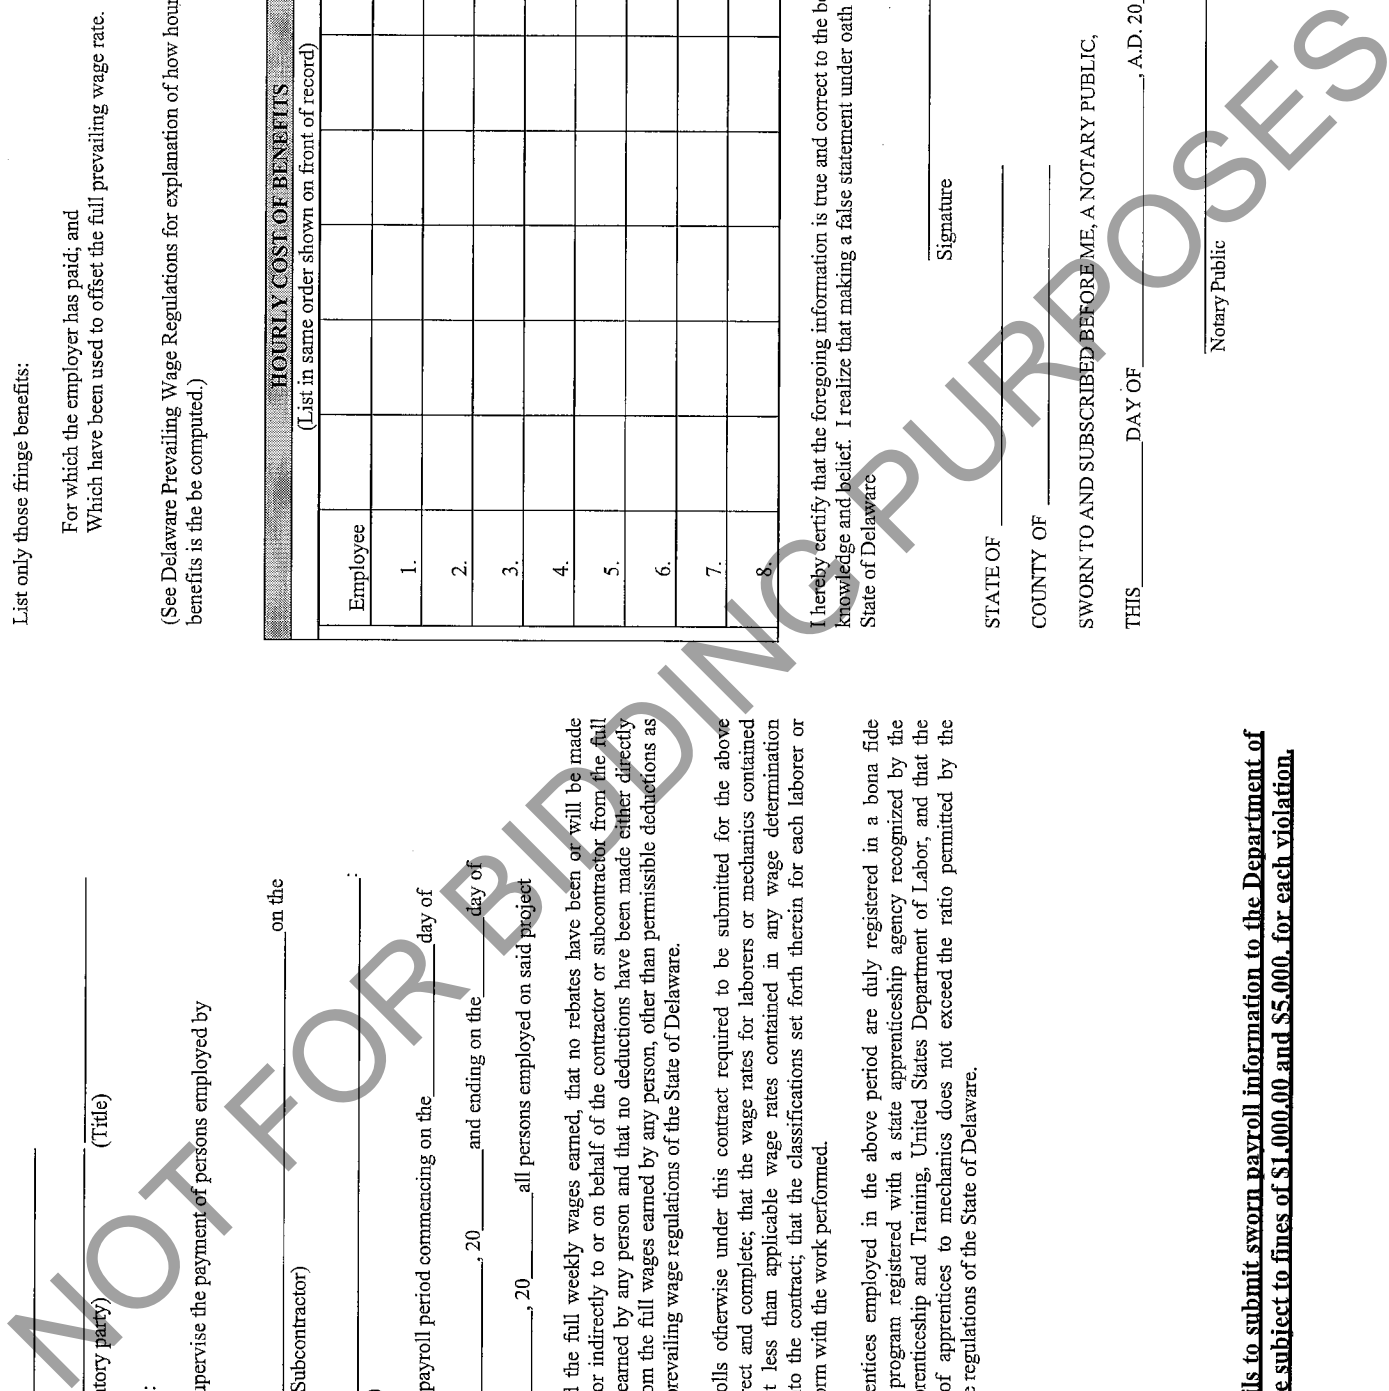 tory party)
(Title)
:
upervise the payment of persons employed by
on the
Subcontractor)
:
)
payroll period commencing on the day of
, 20 and ending on the day of
, 20 all persons employed on said project
d the full weekly wages earned, that no rebates have been or will be made
or indirectly to or on behalf of the contractor or subcontractor from the full
earned by any person and that no deductions have been made either directly
om the full wages earned by any person, other than permissible deductions as
revailing wage regulations of the State of Delaware.
olls otherwise under this contract required to be submitted for the above
rect and complete; that the wage rates for laborers or mechanics contained
t less than applicable wage rates contained in any wage determination
to the contract; that the classifications set forth therein for each laborer or
orm with the work performed.
entices employed in the above period are duly registered in a bona fide
program registered with a state apprenticeship agency recognized by the
renticeship and Training, United States Department of Labor, and that the
of apprentices to mechanics does not exceed the ratio permitted by the
e regulations of the State of Delaware.
ls to submit sworn payroll information to the Department of
e subject to fines of $1,000.00 and $5,000. for each violation.
List only those fringe benefits:
For which the employer has paid; and
Which have been used to offset the full prevailing wage rate.
(See Delaware Prevailing Wage Regulations for explanation of how hour
benefits is the be computed.)
HOURLY COST OF BENEFITS
(List in same order shown on front of record)
Employee
1.
2.
3.
4.
5.
6.
7.
8.
I hereby certify that the foregoing information is true and correct to the be
knowledge and belief. I realize that making a false statement under oath
State of Delaware
Signature
STATE OF
COUNTY OF
SWORN TO AND SUBSCRIBED BEFORE ME, A NOTARY PUBLIC,
THIS DAY OF , A.D. 20
Notary Public
NOT FOR BIDDING PURPOSES